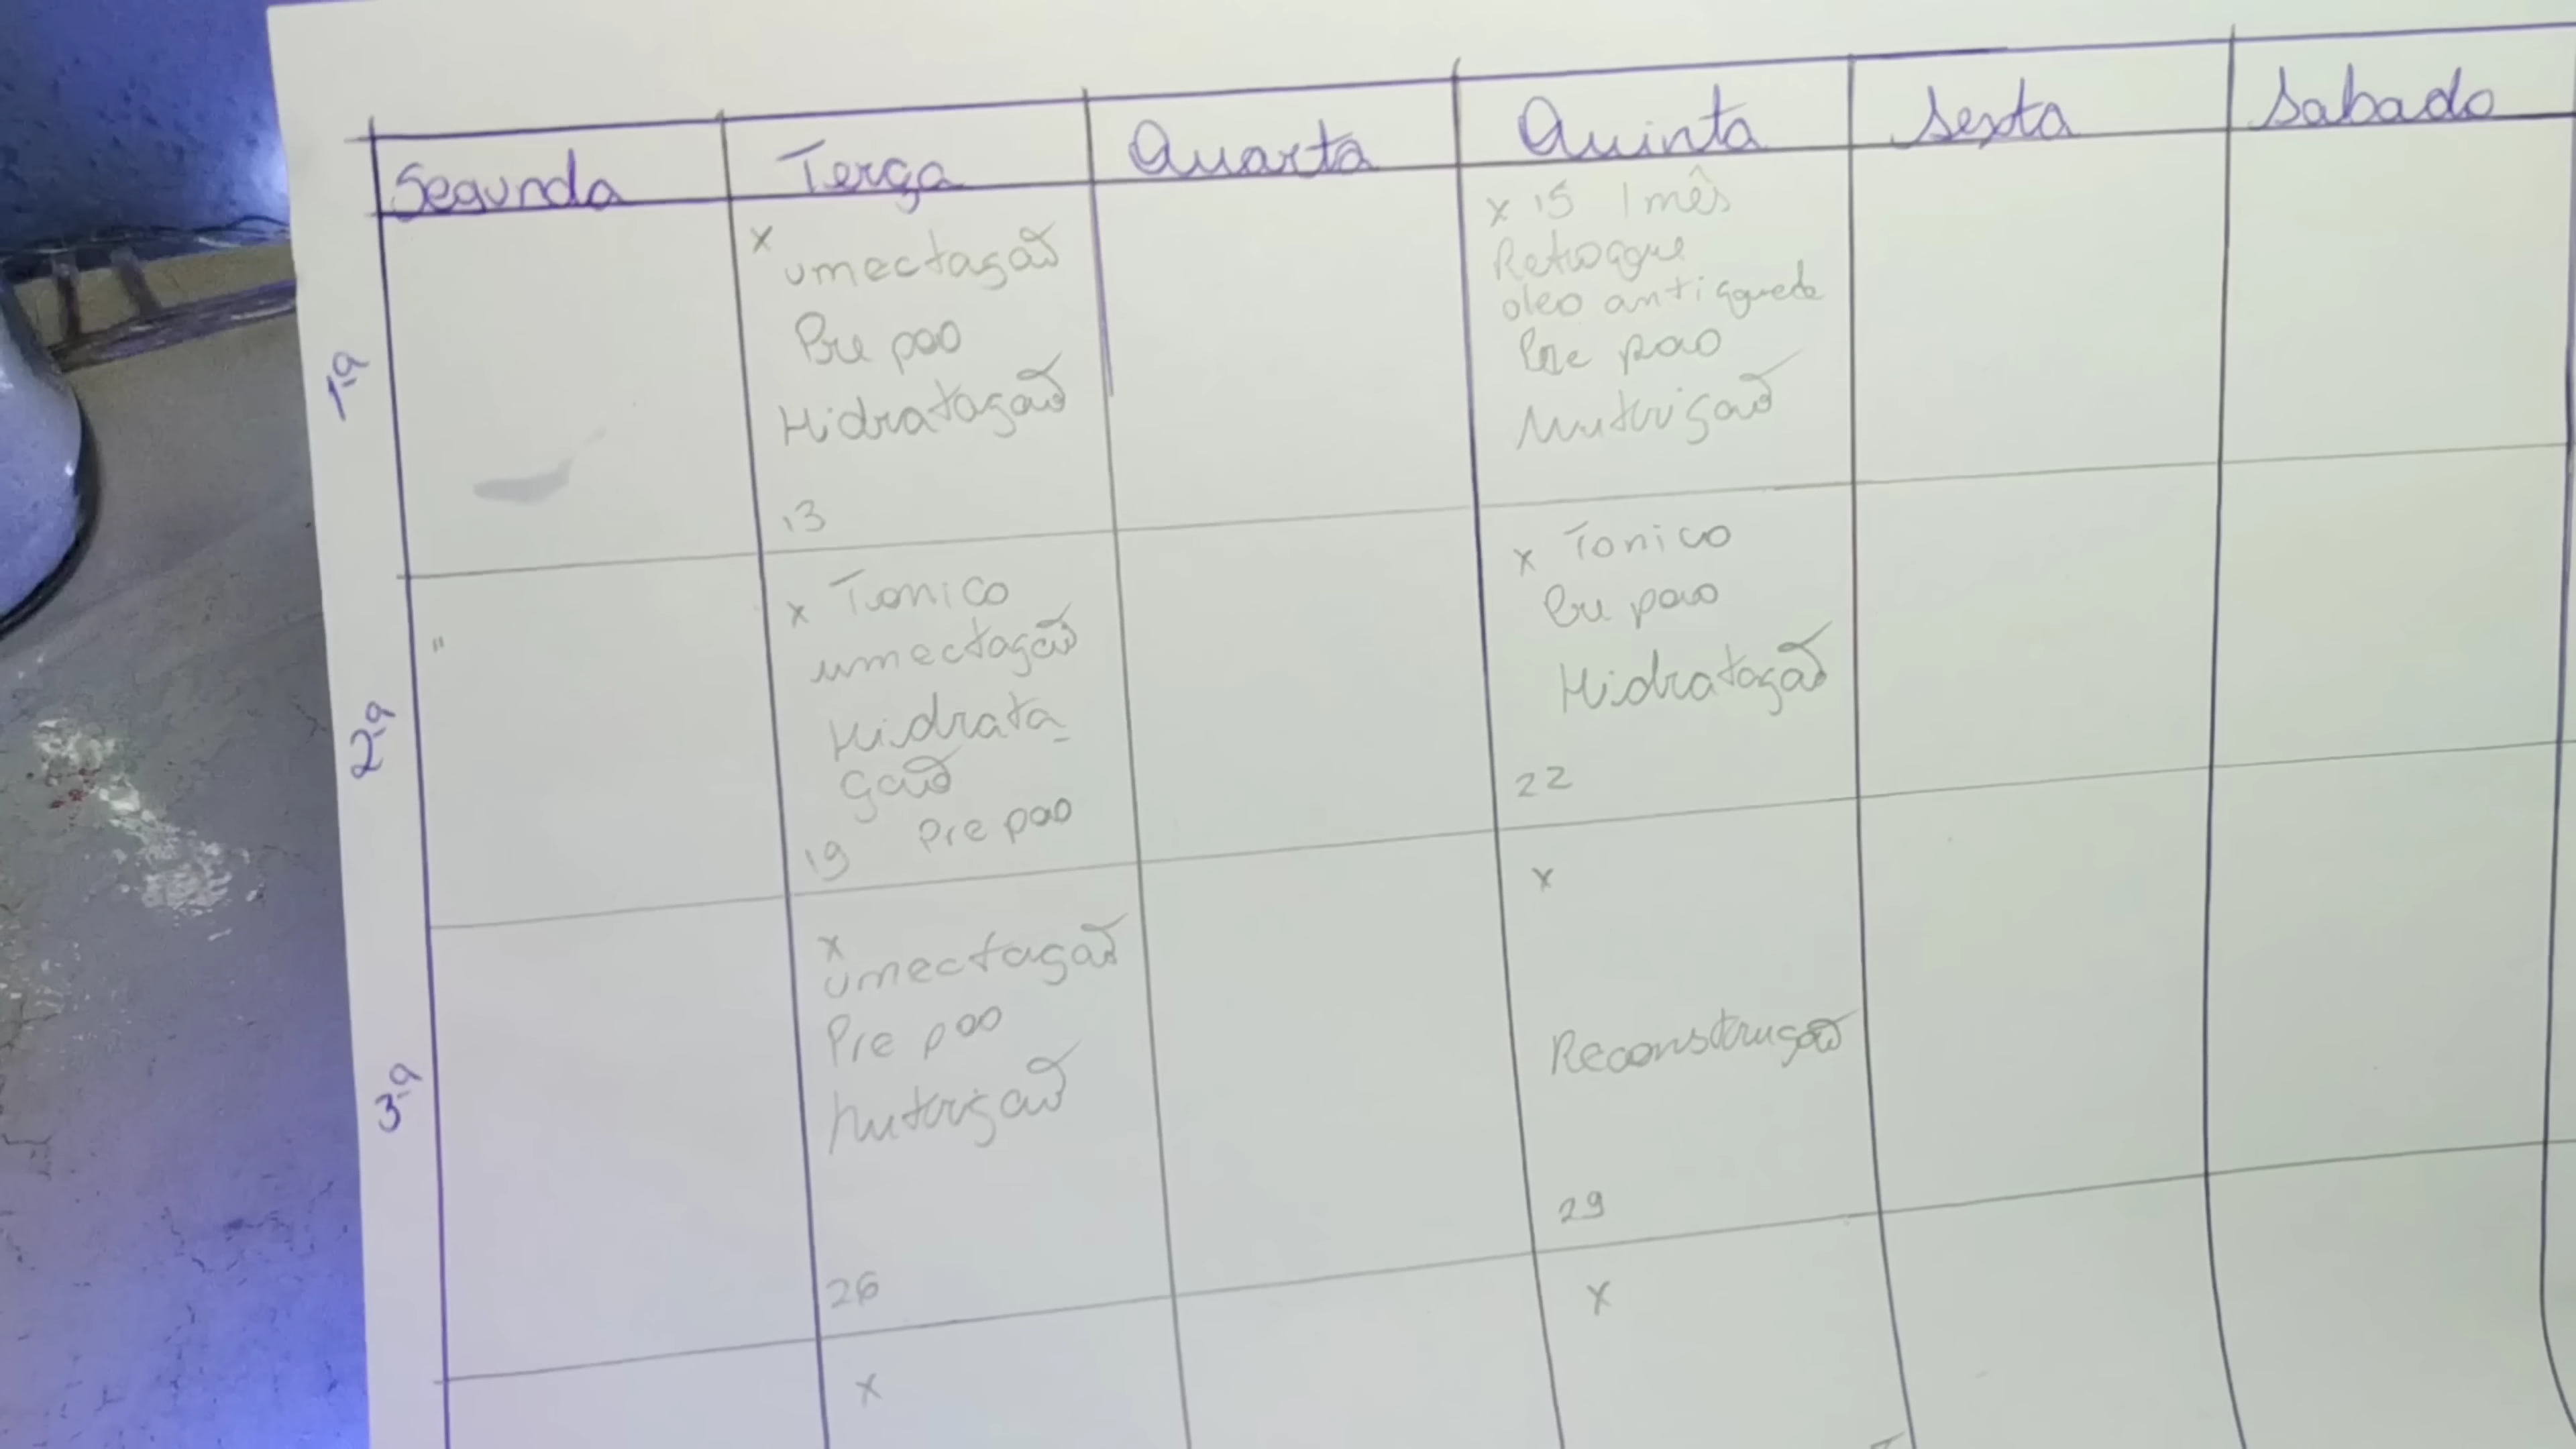 Segunda Terça Quarta Quinta Sexta Sabado
1ª
x
umectação
Pre poo
Hidratação
13
x 15 1 mês
Retoque
oleo antiqueda
Pre poo
Nutrição
2ª
"
x Tonico
umectação
Hidrata_
ção
19 Pre poo
x Tonico
Pre poo
Hidratação
22
3ª
x
umectação
Pre poo
Nutrição
26
x
Reconstrução
29
x
x